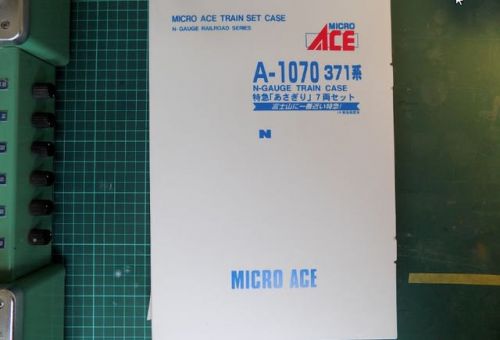 MICRO ACE TRAIN SET CASE
N-GAUGE RAILROAD SERIES
MICRO
ACE
A-1070 371系
N-GAUGE TRAIN CASE
特急「あさぎり」7両セット
富士山に一番近い特急!
N
MICRO ACE